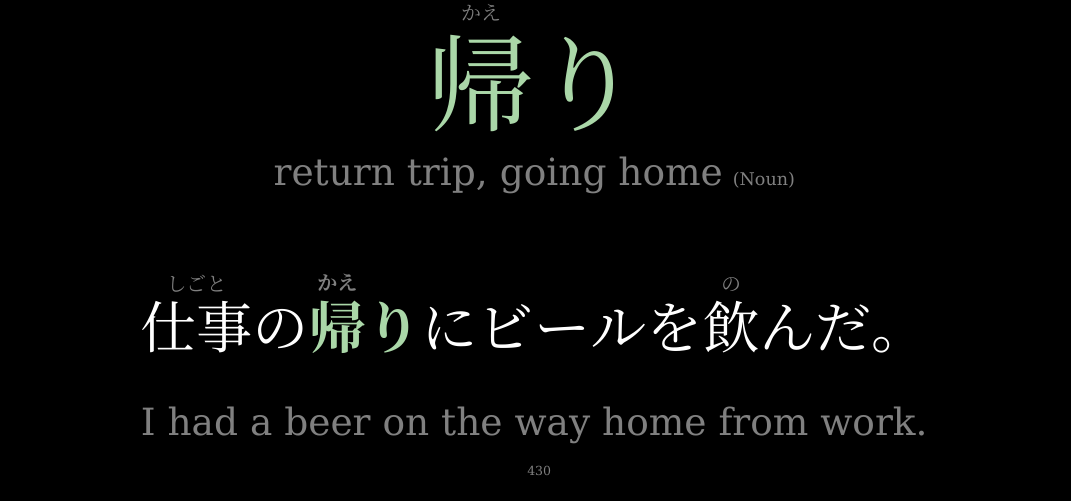 かえ
帰り
return trip, going home (Noun)
しごと かえ の
仕事の帰りにビールを飲んだ。
I had a beer on the way home from work.
430